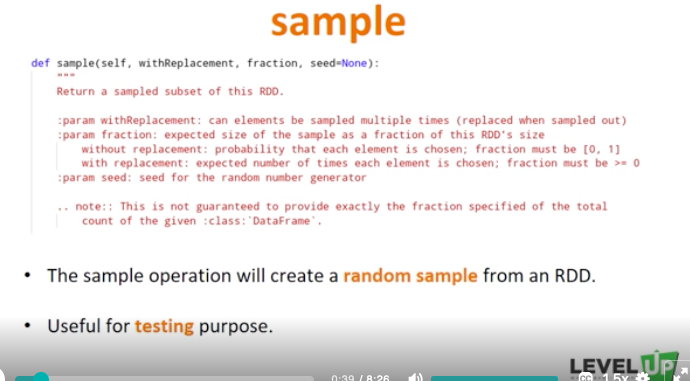 sample
def sample(self, withReplacement, fraction, seed=None):
"""
Return a sampled subset of this RDD.
:param withReplacement: can elements be sampled multiple times (replaced when sampled out)
:param fraction: expected size of the sample as a fraction of this RDD's size
without replacement: probability that each element is chosen; fraction must be [0, 1]
with replacement: expected number of times each element is chosen; fraction must be >= 0
:param seed: seed for the random number generator
.. note:: This is not guaranteed to provide exactly the fraction specified of the total
count of the given :class:`DataFrame`.
• The sample operation will create a random sample from an RDD.
• Useful for testing purpose.
LEVEL UP
0:39 / 8:26
1.5x